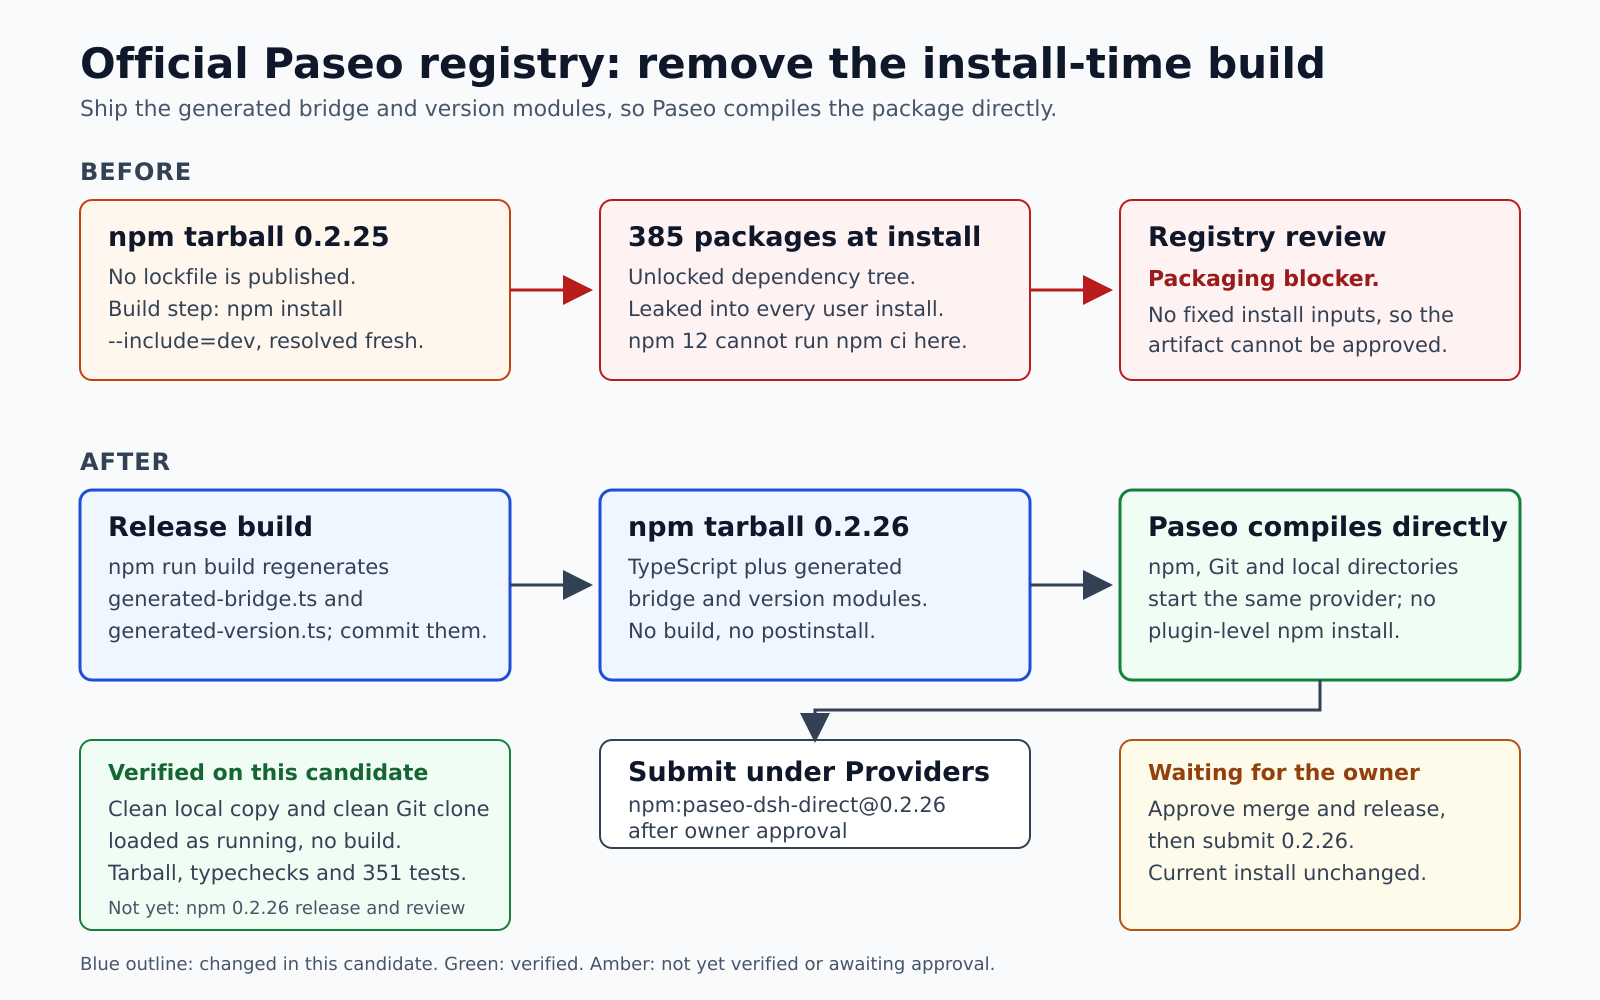 Official Paseo registry: remove the install-time build
Ship the generated bridge and version modules, so Paseo compiles the package directly.
BEFORE
npm tarball 0.2.25
No lockfile is published.
Build step: npm install
--include=dev, resolved fresh.
385 packages at install
Unlocked dependency tree.
Leaked into every user install.
npm 12 cannot run npm ci here.
Registry review
Packaging blocker.
No fixed install inputs, so the
artifact cannot be approved.
AFTER
Release build
npm run build regenerates
generated-bridge.ts and
generated-version.ts; commit them.
npm tarball 0.2.26
TypeScript plus generated
bridge and version modules.
No build, no postinstall.
Paseo compiles directly
npm, Git and local directories
start the same provider; no
plugin-level npm install.
Verified on this candidate
Clean local copy and clean Git clone
loaded as running, no build.
Tarball, typechecks and 351 tests.
Not yet: npm 0.2.26 release and review
Submit under Providers
npm:paseo-dsh-direct@0.2.26
after owner approval
Waiting for the owner
Approve merge and release,
then submit 0.2.26.
Current install unchanged.
Blue outline: changed in this candidate. Green: verified. Amber: not yet verified or awaiting approval.